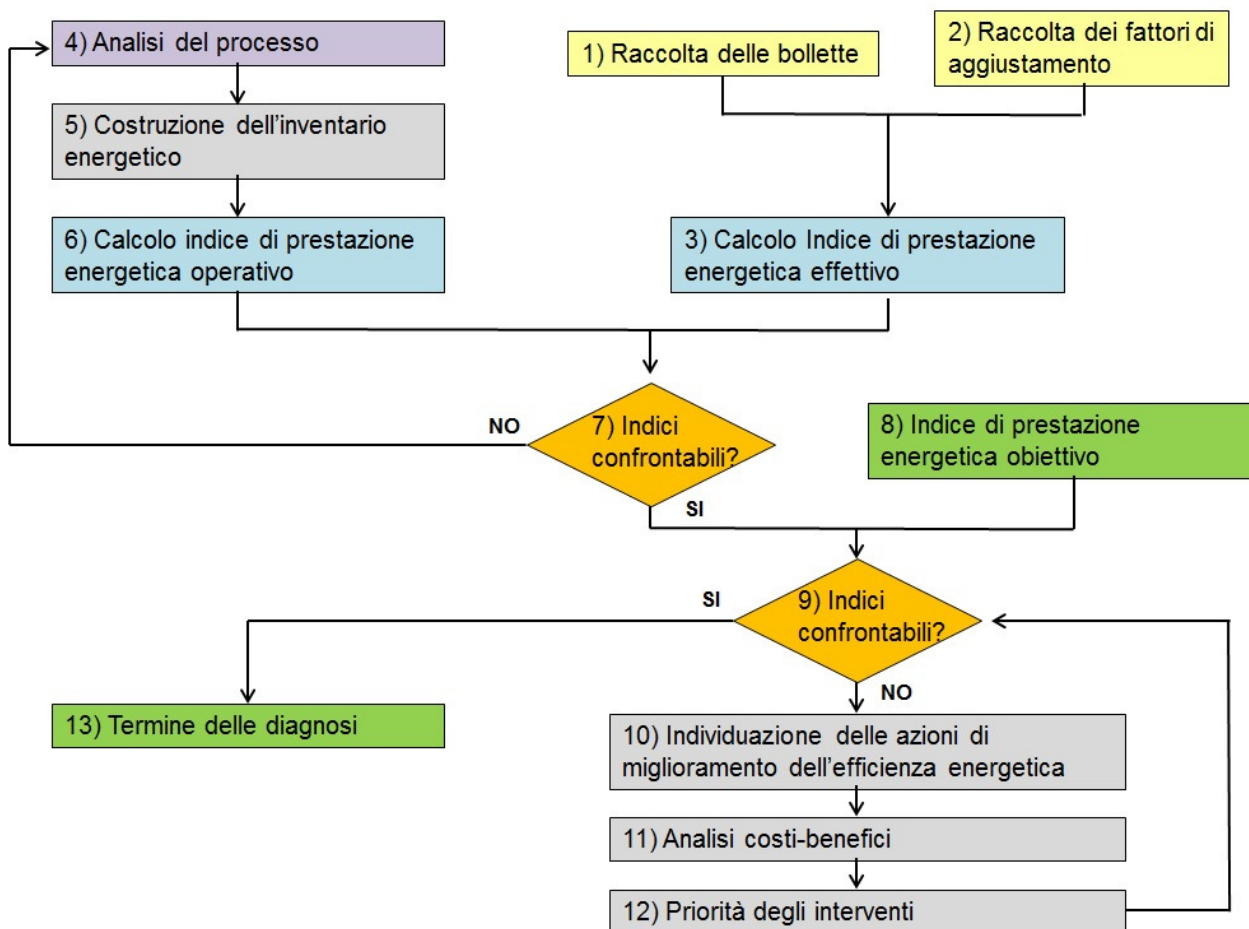 4) Analisi del processo
1) Raccolta delle bollette
2) Raccolta dei fattori di
aggiustamento
5) Costruzione dell'inventario
energetico
6) Calcolo indice di prestazione
energetica operativo
3) Calcolo Indice di prestazione
energetica effettivo
NO
7) Indici
confrontabili?
8) Indice di prestazione
energetica obiettivo
SI
SI
9) Indici
confrontabili?
NO
13) Termine delle diagnosi
10) Individuazione delle azioni di
miglioramento dell'efficienza energetica
11) Analisi costi-benefici
12) Priorità degli interventi